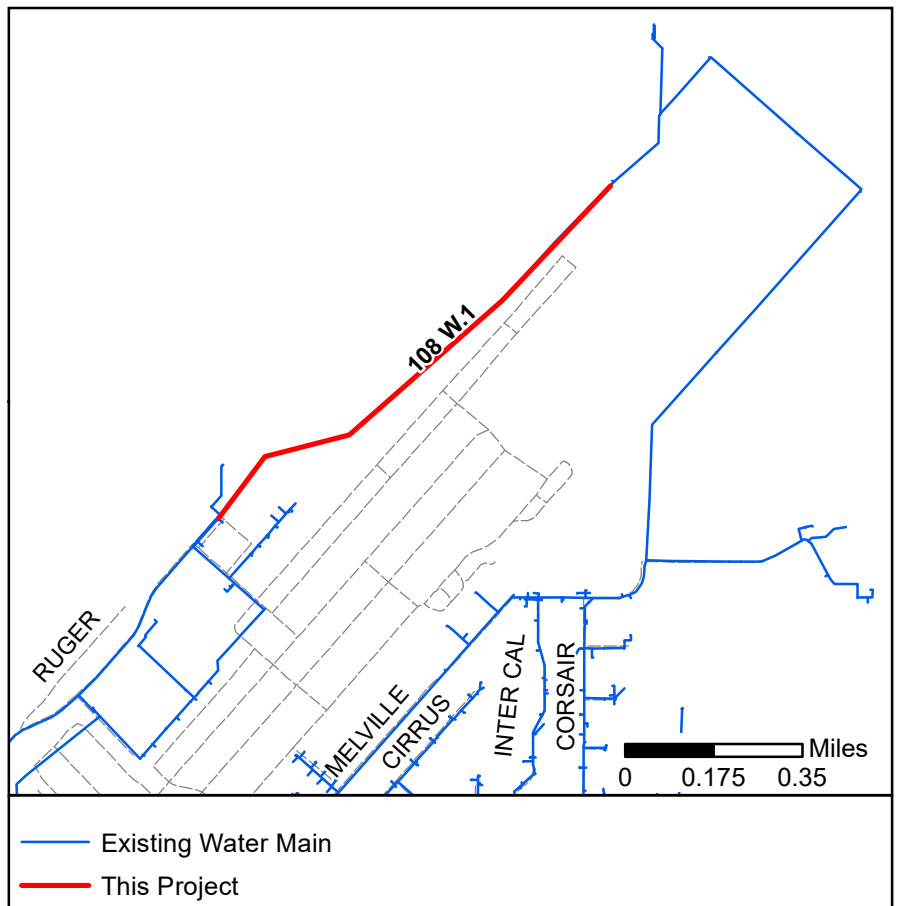 108 W.1
RUGER
MELVILLE
CIRRUS
INTER CAL
CORSAIR
Miles
0 0.175 0.35
Existing Water Main
This Project